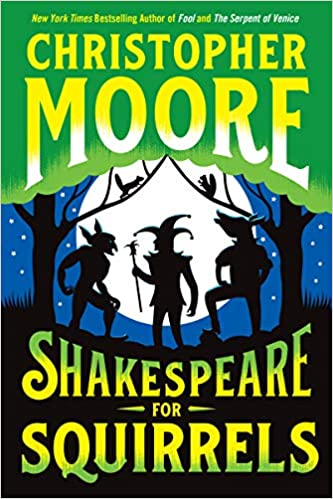 New York Times Bestselling Author of Fool and The Serpent of Venice
CHRISTOPHER
MOORE
SHAKESPEARE
FOR
SQUIRRELS